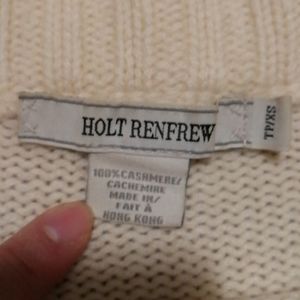 HOLT RENFREW
TP/XS
100% CASHMERE/
CACHEMIRE
MADE IN/
FAIT À
HONG KONG